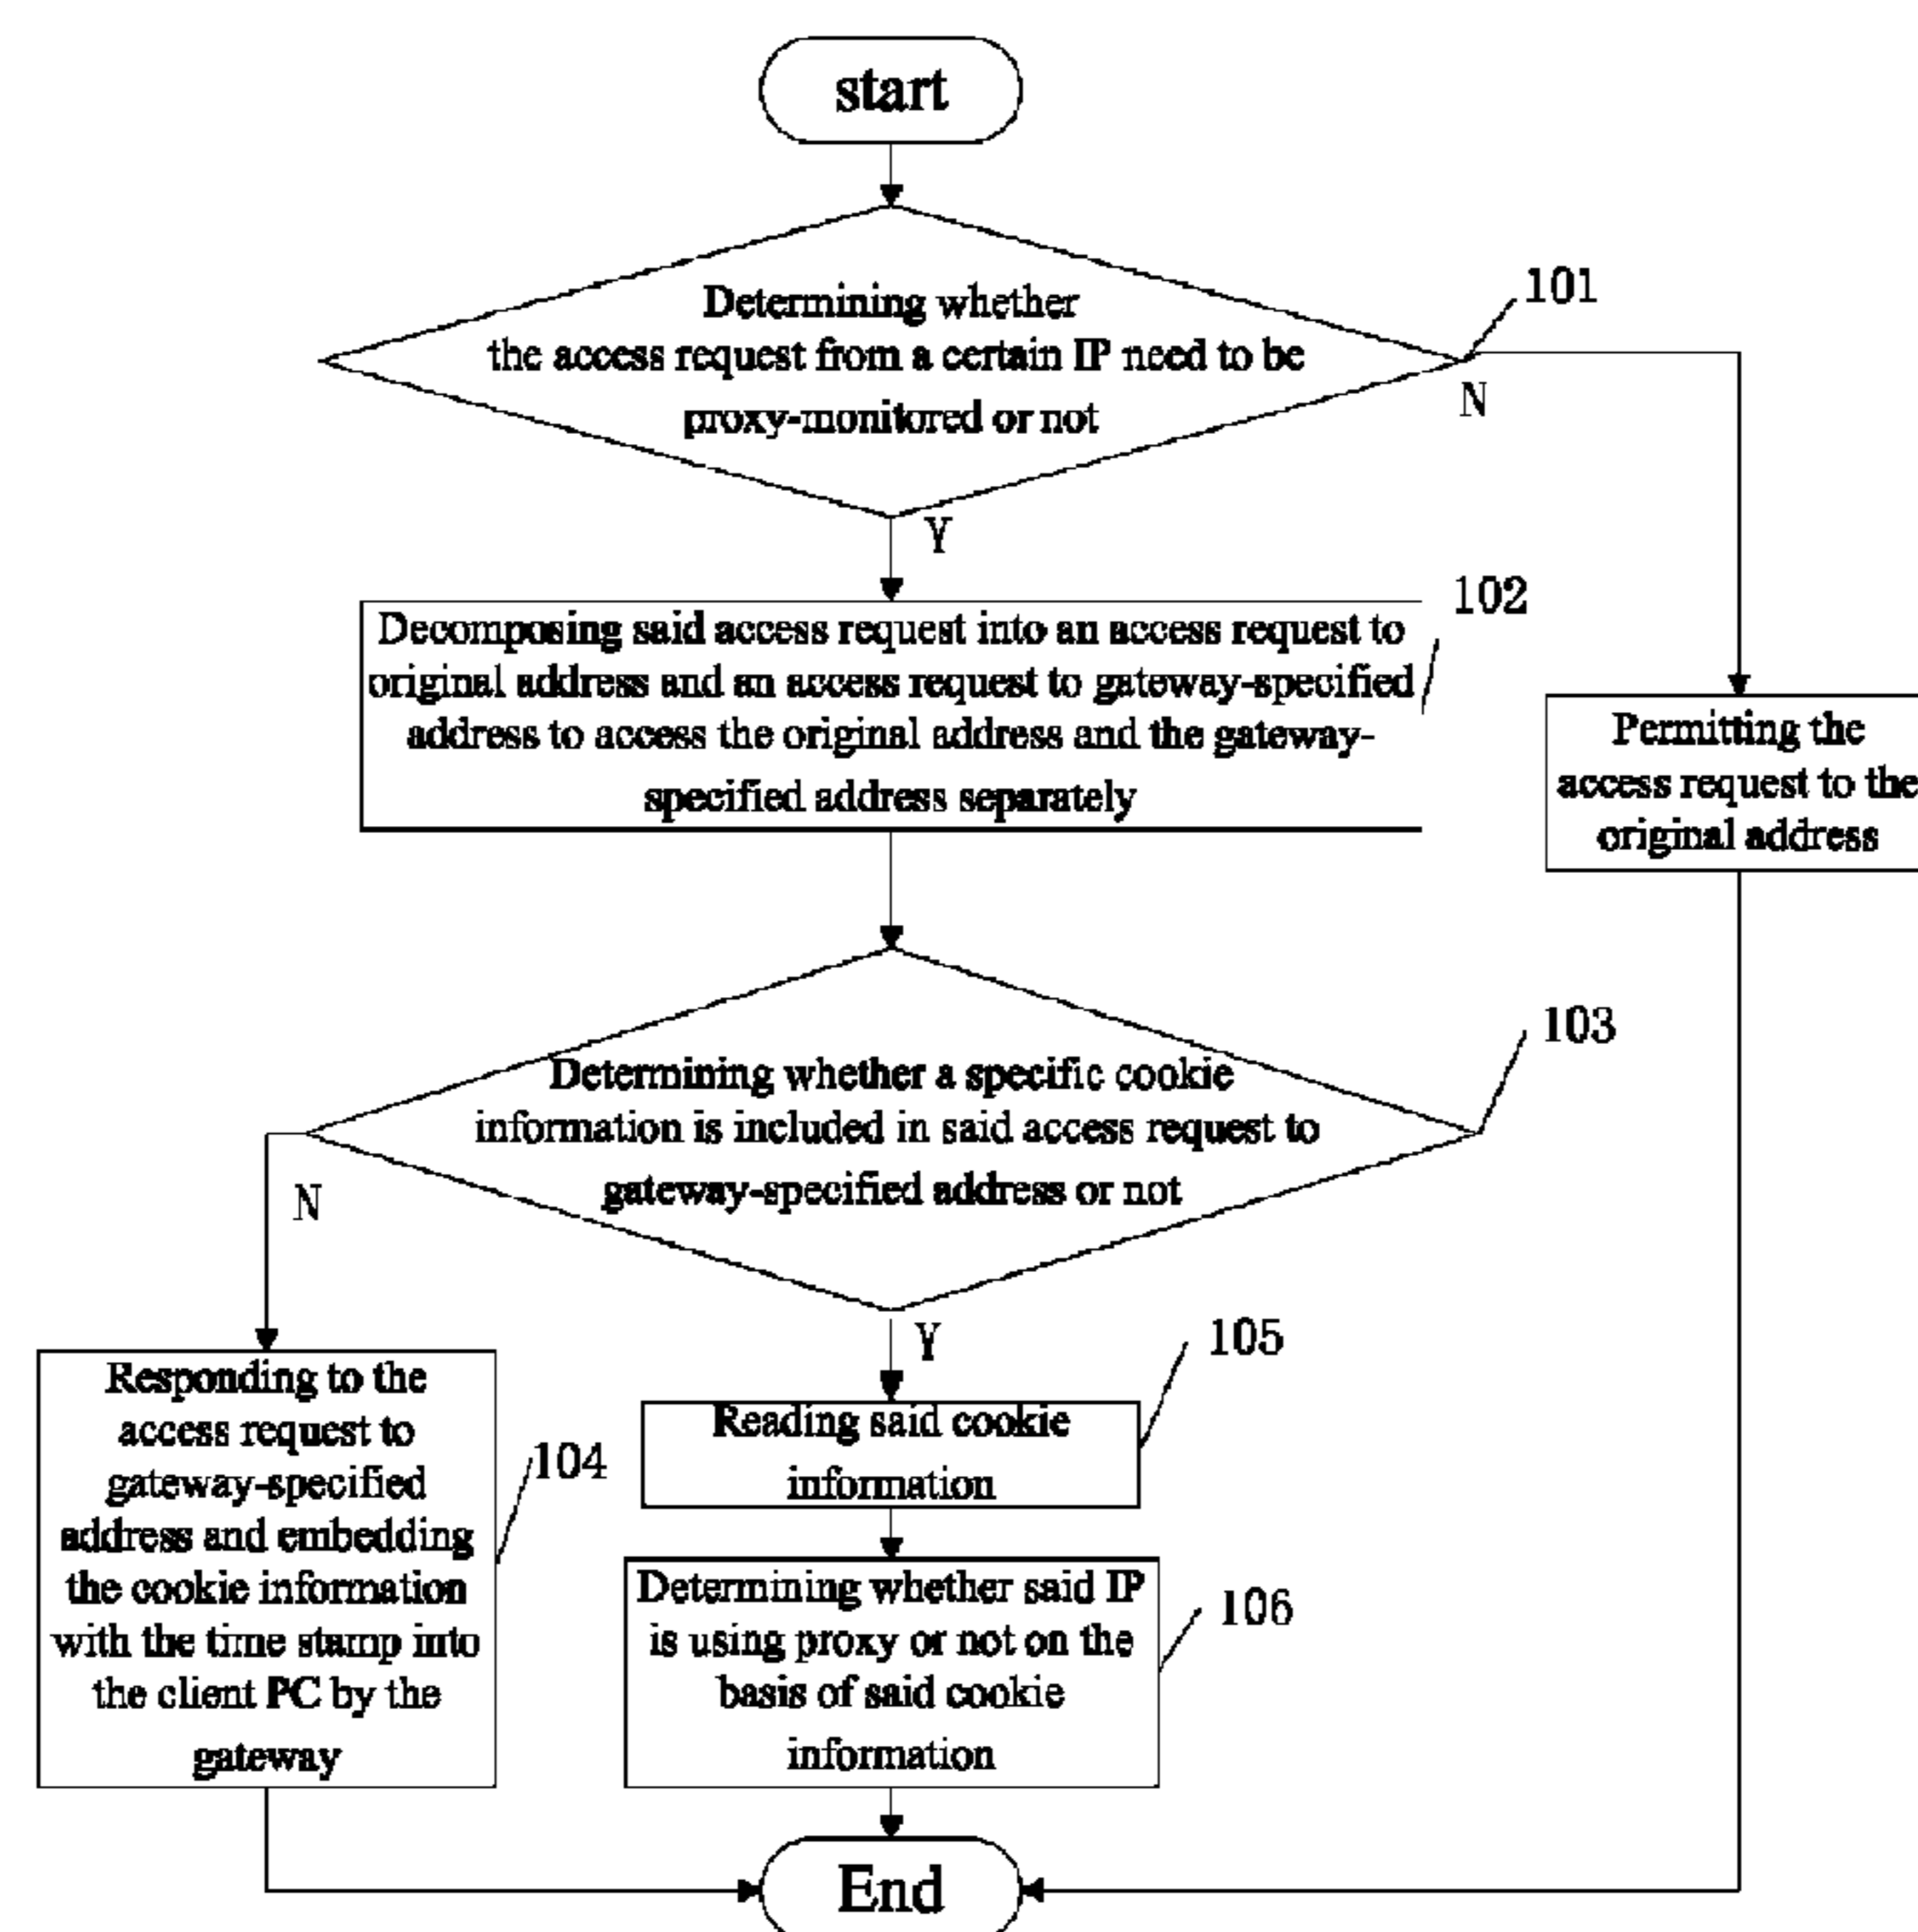 start
Determining whether
the access request from a certain IP need to be
proxy-monitored or not
101
N
Y
102
Decomposing said access request into an access request to
original address and an access request to gateway-specified
address to access the original address and the gateway-
specified address separately
Permitting the
access request to the
original address
103
Determining whether a specific cookie
information is included in said access request to
gateway-specified address or not
N
Y
105
Responding to the
access request to
gateway-specified
address and embedding
the cookie information
with the time stamp into
the client PC by the
gateway
104
Reading said cookie
information
Determining whether said IP
is using proxy or not on the
basis of said cookie
information
106
End